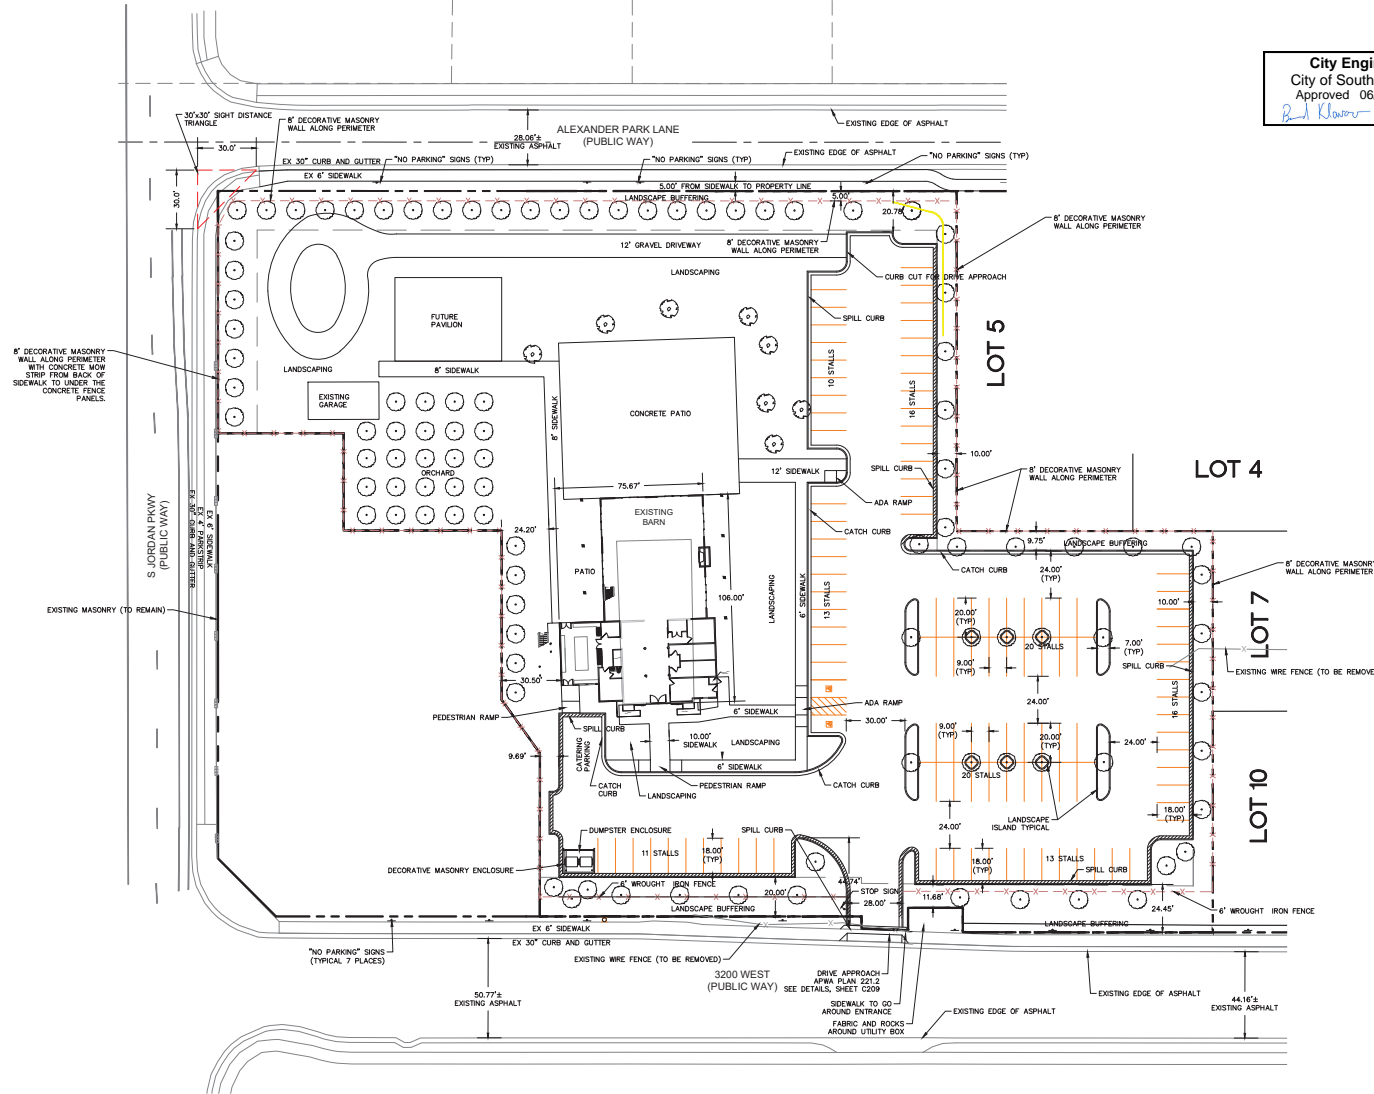 City Engi
City of South
Approved 06
30'x30' SIGHT DISTANCE
TRIANGLE
8' DECORATIVE MASONRY
WALL ALONG PERIMETER
28.06'±
EXISTING ASPHALT
ALEXANDER PARK LANE
(PUBLIC WAY)
EXISTING EDGE OF ASPHALT
30.0'
EX 30" CURB AND GUTTER
"NO PARKING" SIGNS (TYP)
"NO PARKING" SIGNS (TYP)
EXISTING EDGE OF ASPHALT
"NO PARKING" SIGNS (TYP)
EX 6' SIDEWALK
30.0'
5.00' FROM SIDEWALK TO PROPERTY LINE
LANDSCAPE BUFFERING
5.00'
20.78'
12' GRAVEL DRIVEWAY
8' DECORATIVE MASONRY
WALL ALONG PERIMETER
8' DECORATIVE MASONRY
WALL ALONG PERIMETER
LANDSCAPING
CURB CUT FOR DRIVE APPROACH
FUTURE
PAVILION
SPILL CURB
LOT 5
8' DECORATIVE MASONRY
WALL ALONG PERIMETER
WITH CONCRETE MOW
STRIP FROM BACK OF
SIDEWALK TO UNDER THE
CONCRETE FENCE
PANELS.
LANDSCAPING
8' SIDEWALK
10 STALLS
16 STALLS
EXISTING
GARAGE
8' SIDEWALK
CONCRETE PATIO
10.00'
ORCHARD
12' SIDEWALK
SPILL CURB
8' DECORATIVE MASONRY
WALL ALONG PERIMETER
LOT 4
75.67'
ADA RAMP
S JORDAN PKWY
(PUBLIC WAY)
EX 6' SIDEWALK
EX 4' PARKSTRIP
EX 30" CURB AND GUTTER
24.20'
EXISTING
BARN
CATCH CURB
9.75'
LANDSCAPE BUFFERING
PATIO
CATCH CURB
24.00'
(TYP)
8' DECORATIVE MASONRY
WALL ALONG PERIMETER
106.00'
LANDSCAPING
6' SIDEWALK
13 STALLS
10.00'
EXISTING MASONRY (TO REMAIN)
20.00'
(TYP)
LOT 7
20 STALLS
7.00'
(TYP)
9.00'
(TYP)
SPILL CURB
EXISTING WIRE FENCE (TO BE REMOVE
30.50'
16 STALLS
PEDESTRIAN RAMP
6' SIDEWALK
ADA RAMP
24.00'
SPILL CURB
30.00'
9.00'
(TYP)
20.00'
(TYP)
24.00'
10.00'
SIDEWALK
LANDSCAPING
9.69'
CATERING
PARKING
6' SIDEWALK
20 STALLS
CATCH
CURB
PEDESTRIAN RAMP
CATCH CURB
LANDSCAPING
LOT 10
LANDSCAPE
ISLAND TYPICAL
18.00'
(TYP)
24.00'
DUMPSTER ENCLOSURE
SPILL CURB
11 STALLS
18.00'
(TYP)
18.00'
(TYP)
13 STALLS
SPILL CURB
DECORATIVE MASONRY ENCLOSURE
6' WROUGHT IRON FENCE
20.00'
44.74'
STOP SIGN
28.00'
11.68'
24.45'
6' WROUGHT IRON FENCE
LANDSCAPE BUFFERING
LANDSCAPE BUFFERING
EX 6' SIDEWALK
EX 30" CURB AND GUTTER
"NO PARKING" SIGNS
(TYPICAL 7 PLACES)
EXISTING WIRE FENCE (TO BE REMOVED)
3200 WEST
(PUBLIC WAY)
DRIVE APPROACH
APWA PLAN 221.2
SEE DETAILS, SHEET C209
50.77'±
EXISTING ASPHALT
SIDEWALK TO GO
AROUND ENTRANCE
FABRIC AND ROCKS
AROUND UTILITY BOX
EXISTING EDGE OF ASPHALT
EXISTING EDGE OF ASPHALT
44.16'±
EXISTING ASPHALT